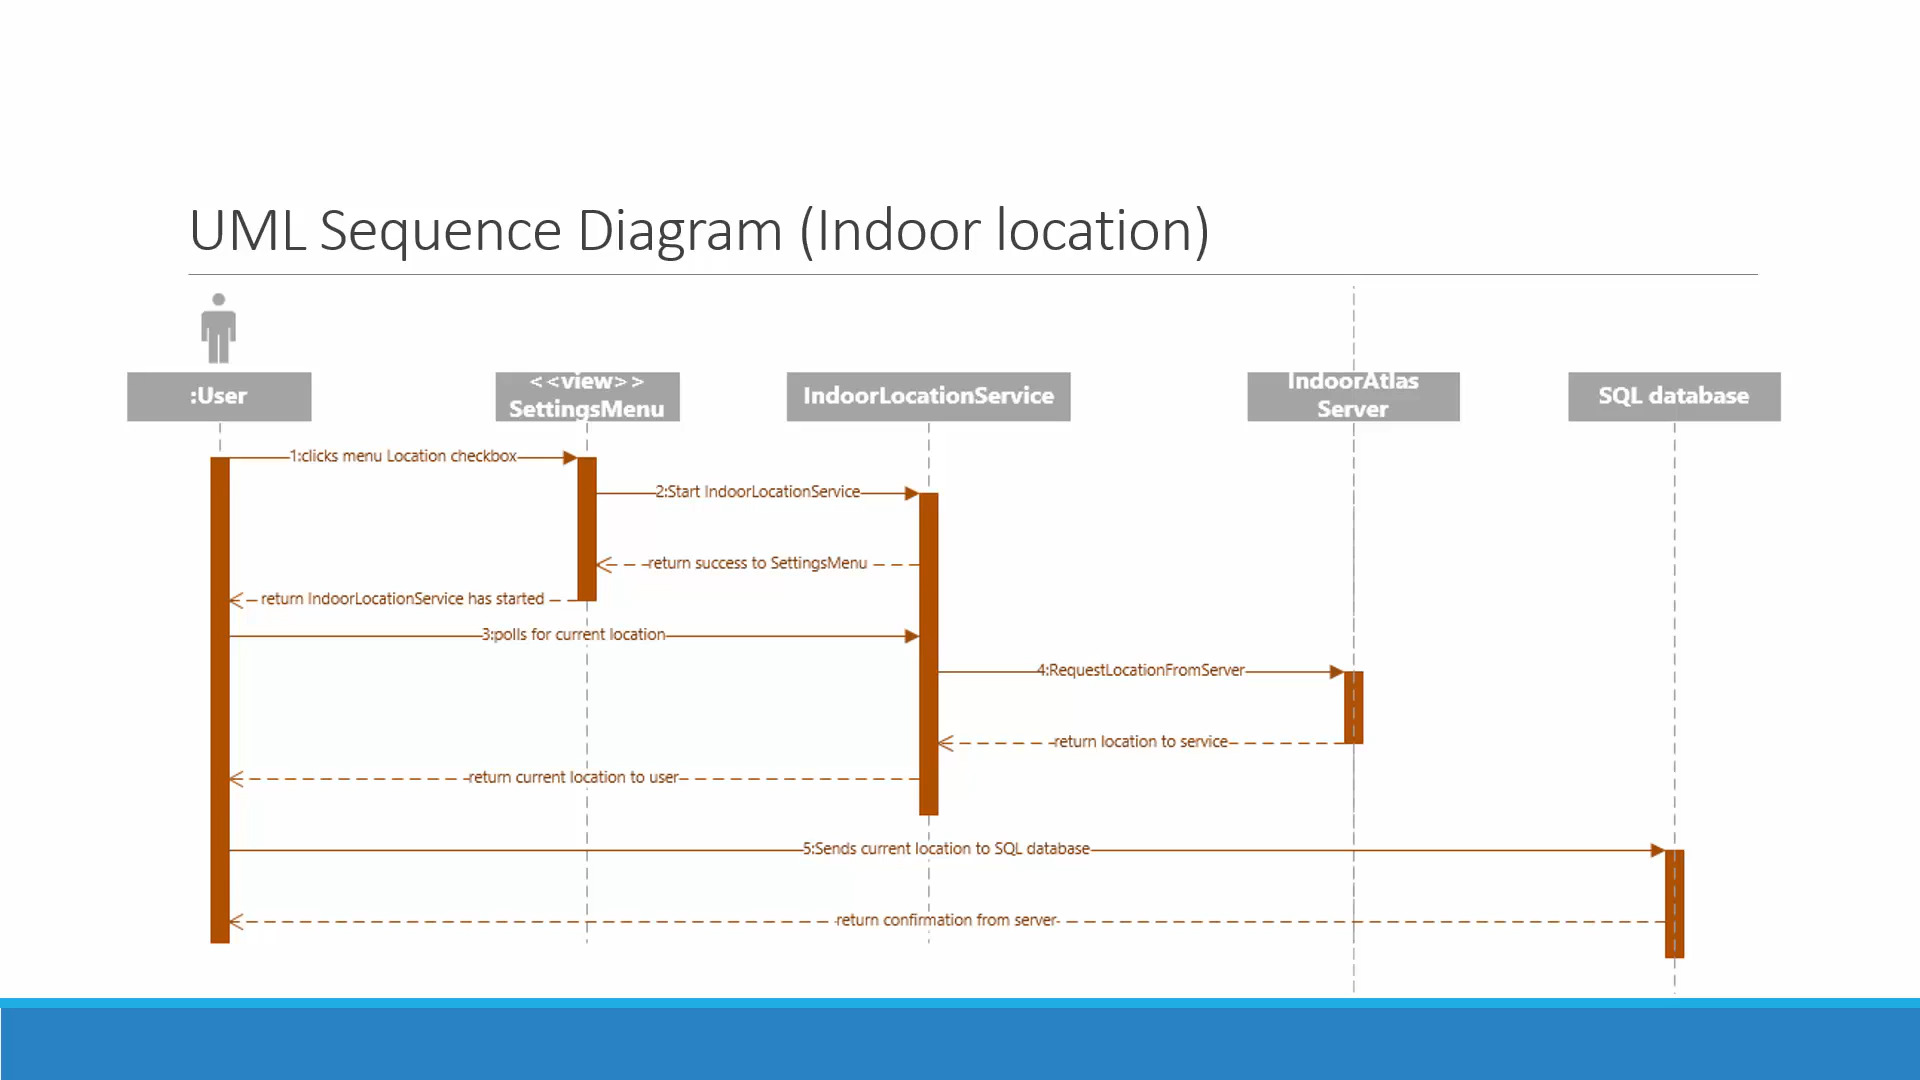 UML Sequence Diagram (Indoor location)
:User
<<view>>
SettingsMenu
IndoorLocationService
IndoorAtlas
Server
SQL database
1:clicks menu Location checkbox
2:Start IndoorLocationService
return success to SettingsMenu
return IndoorLocationService has started
3:polls for current location
4:RequestLocationFromServer
return location to service
return current location to user
5:Sends current location to SQL database
return confirmation from server